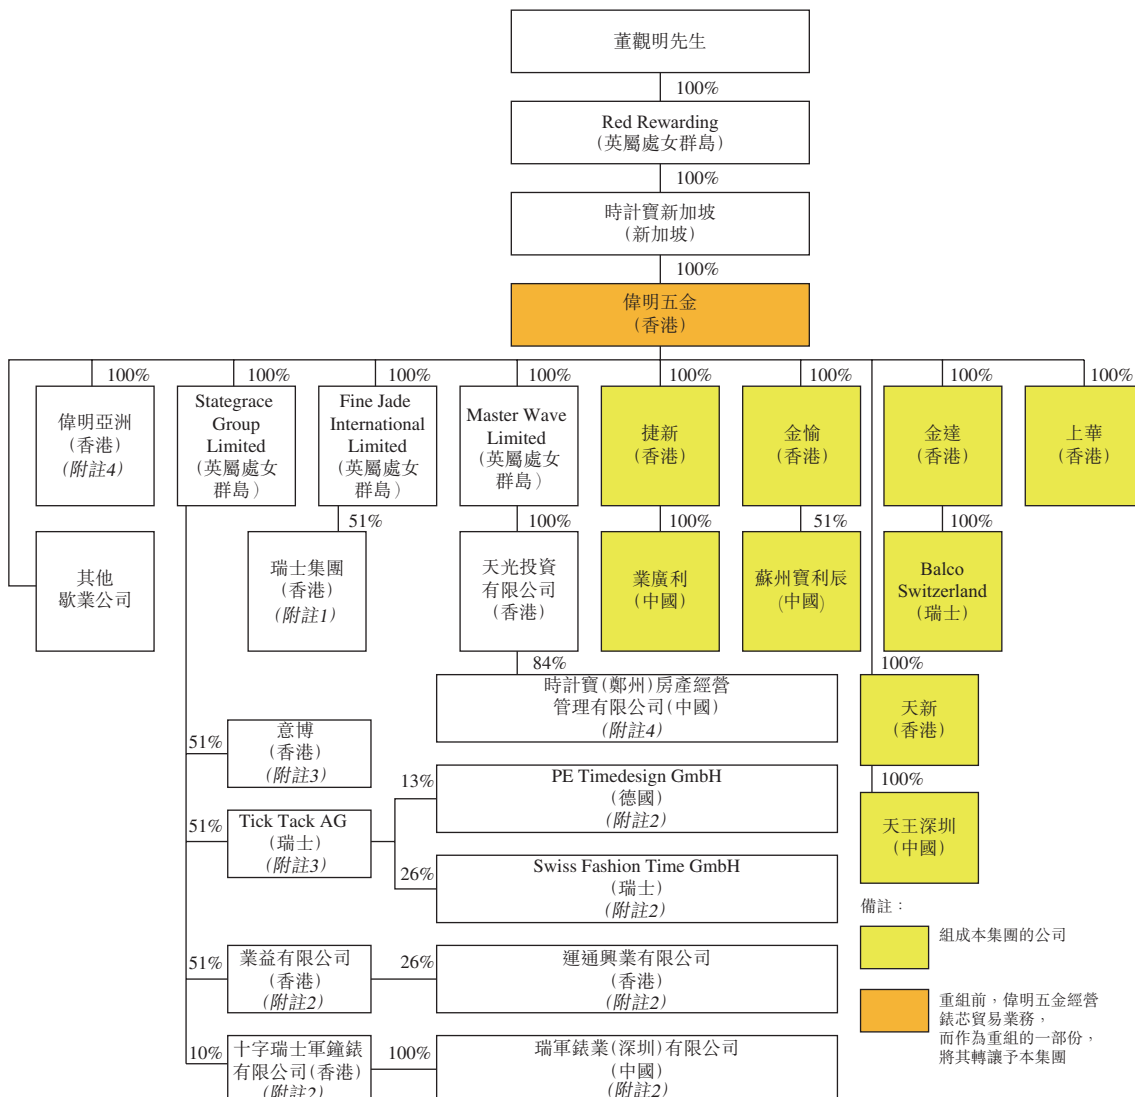 董觀明先生
100%
Red Rewarding
(英屬處女群島)
100%
時計寶新加坡
(新加坡)
100%
偉明五金
(香港)
100%
100%
100%
100%
100%
100%
100%
100%
偉明亞洲
(香港)
(附註4)
Stategrace
Group
Limited
(英屬處女
群島)
Fine Jade
International
Limited
(英屬處女
群島)
Master Wave
Limited
(英屬處女
群島)
捷新
(香港)
金愉
(香港)
金達
(香港)
上華
(香港)
51%
100%
100%
51%
100%
其他
歇業公司
瑞士集團
(香港)
(附註1)
天光投資
有限公司
(香港)
業廣利
(中國)
蘇州寶利辰
(中國)
Balco
Switzerland
(瑞士)
84%
100%
時計寶(鄭州)房產經營
管理有限公司(中國)
(附註4)
天新
(香港)
51%
意博
(香港)
(附註3)
100%
13%
PE Timedesign GmbH
(德國)
(附註2)
天王深圳
(中國)
51%
Tick Tack AG
(瑞士)
(附註3)
26%
Swiss Fashion Time GmbH
(瑞士)
(附註2)
備註：
組成本集團的公司
51%
業益有限公司
(香港)
(附註2)
26%
運通興業有限公司
(香港)
(附註2)
重組前，偉明五金經營
錶芯貿易業務，
而作為重組的一部份，
將其轉讓予本集團
10%
十字瑞士軍鐘錶
有限公司(香港)
(附註2)
100%
瑞軍錶業(深圳)有限公司
(中國)
(附註2)